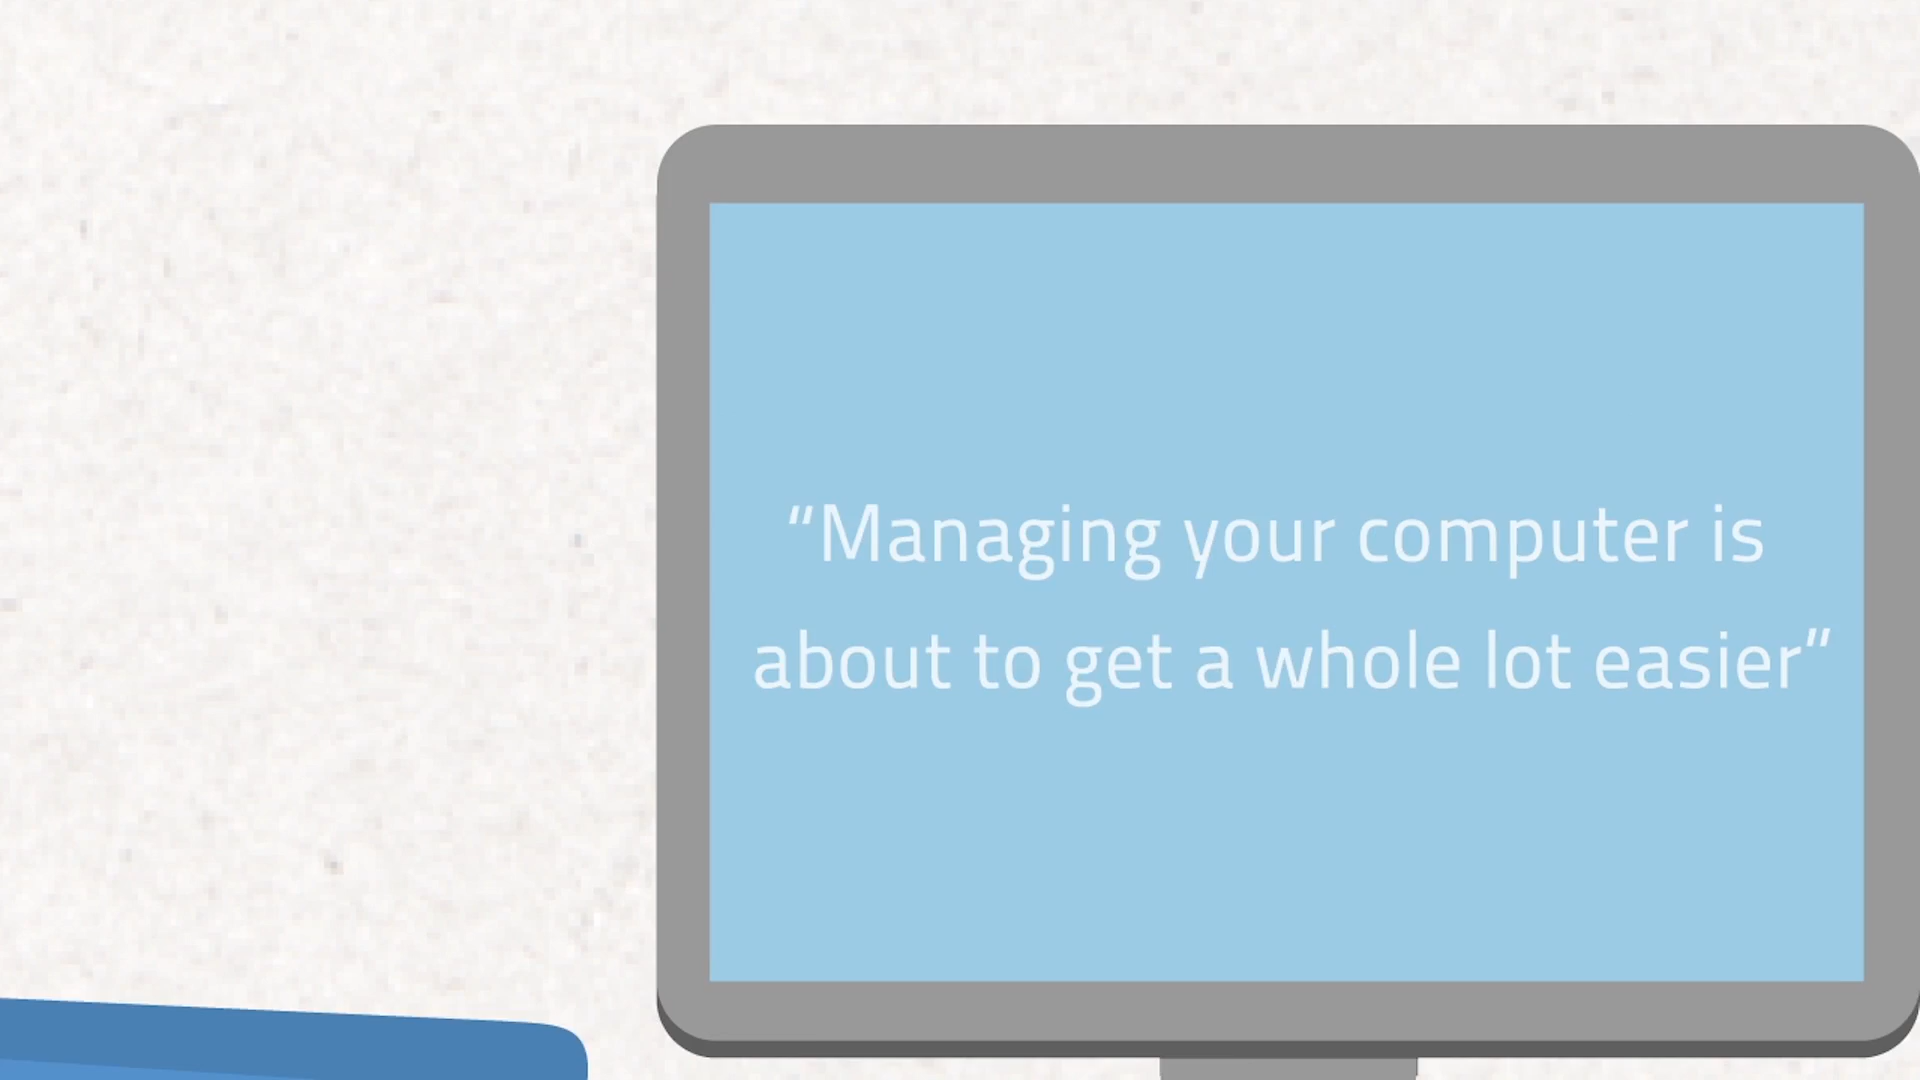 “Managing your computer is
about to get a whole lot easier”